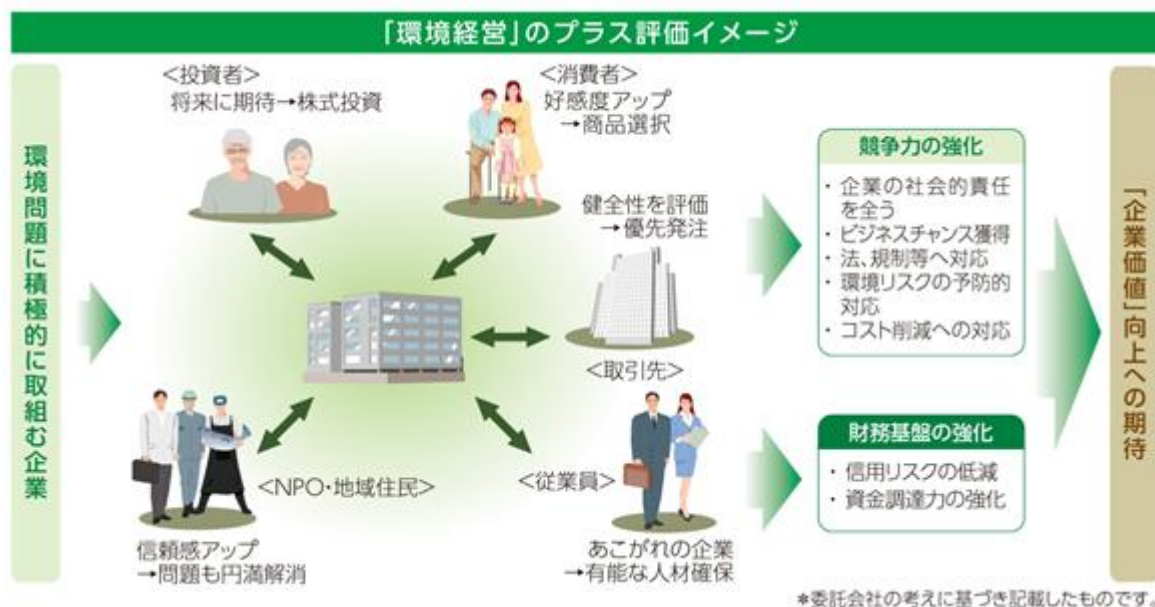 「環境経営」のプラス評価イメージ
環境問題に積極的に取組む企業
<投資者>
将来に期待→株式投資
<消費者>
好感度アップ
→商品選択
健全性を評価
→優先発注
<取引先>
<NPO・地域住民>
信頼感アップ
→問題も円満解消
<従業員>
あこがれの企業
→有能な人材確保
競争力の強化
・ 企業の社会的責任
を全う
・ ビジネスチャンス獲得
・ 法、規制等へ対応
・ 環境リスクの予防的
対応
・ コスト削減への対応
財務基盤の強化
・ 信用リスクの低減
・ 資金調達力の強化
「企業価値」向上への期待
*委託会社の考えに基づき記載したものです。